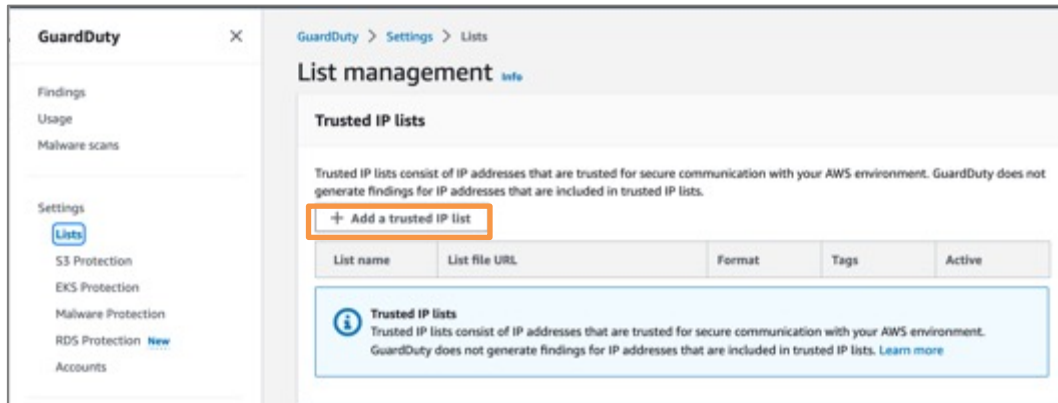 GuardDuty
Findings
Usage
Malware scans
Settings
Lists
S3 Protection
EKS Protection
Malware Protection
RDS Protection New
Accounts
GuardDuty > Settings > Lists
List management Info
Trusted IP lists
Trusted IP lists consist of IP addresses that are trusted for secure communication with your AWS environment. GuardDuty does not
generate findings for IP addresses that are included in trusted IP lists.
+ Add a trusted IP list
List name List file URL Format Tags Active
Trusted IP lists
Trusted IP lists consist of IP addresses that are trusted for secure communication with your AWS environment.
GuardDuty does not generate findings for IP addresses that are included in trusted IP lists. Learn more